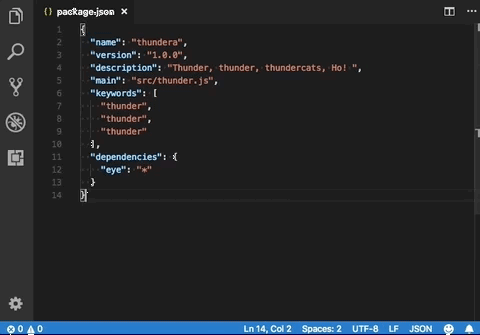 package.json
1 {
2 "name": "thundera",
3 "version": "1.0.0",
4 "description": "Thunder, thunder, thundercats, Ho! ",
5 "main": "src/thunder.js",
6 "keywords": [
7 "thunder",
8 "thunder",
9 "thunder"
10 ],
11 "dependencies": {
12 "eye": "*"
13 }
14 }
0 0 Ln 14, Col 2 Spaces: 2 UTF-8 LF JSON